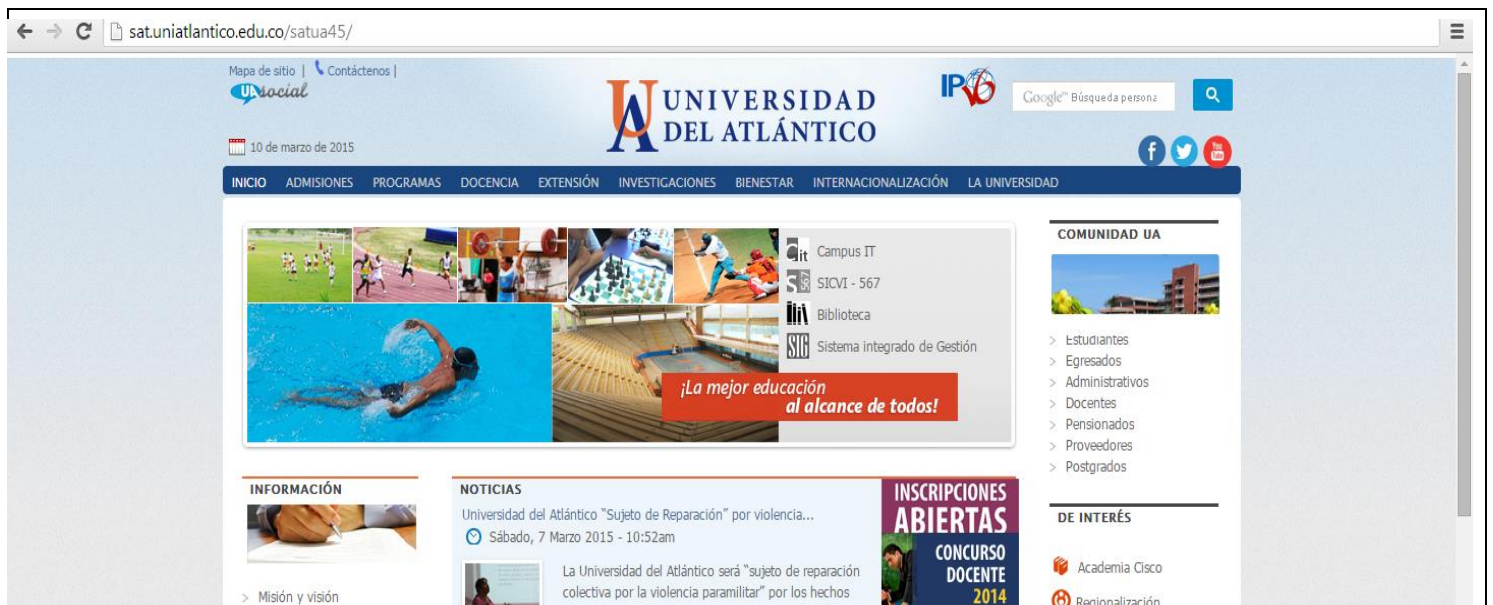 sat.uniatlantico.edu.co/satua45/
Mapa de sitio | Contáctenos |
UAsocial
10 de marzo de 2015
UNIVERSIDAD
DEL ATLÁNTICO
IPV6
Google™ Búsqueda persona
INICIO ADMISIONES PROGRAMAS DOCENCIA EXTENSIÓN INVESTIGACIONES BIENESTAR INTERNACIONALIZACIÓN LA UNIVERSIDAD
Git Campus IT
S 567 SICVI - 567
Biblioteca
SIG Sistema integrado de Gestión
¡La mejor educación
al alcance de todos!
COMUNIDAD UA
> Estudiantes
> Egresados
> Administrativos
> Docentes
> Pensionados
> Proveedores
> Postgrados
INFORMACIÓN
> Misión y visión
NOTICIAS
Universidad del Atlántico "Sujeto de Reparación" por violencia...
Sábado, 7 Marzo 2015 - 10:52am
La Universidad del Atlántico será "sujeto de reparación
colectiva por la violencia paramilitar" por los hechos
INSCRIPCIONES
ABIERTAS
CONCURSO
DOCENTE
2014
DE INTERÉS
Academia Cisco
Regionalización